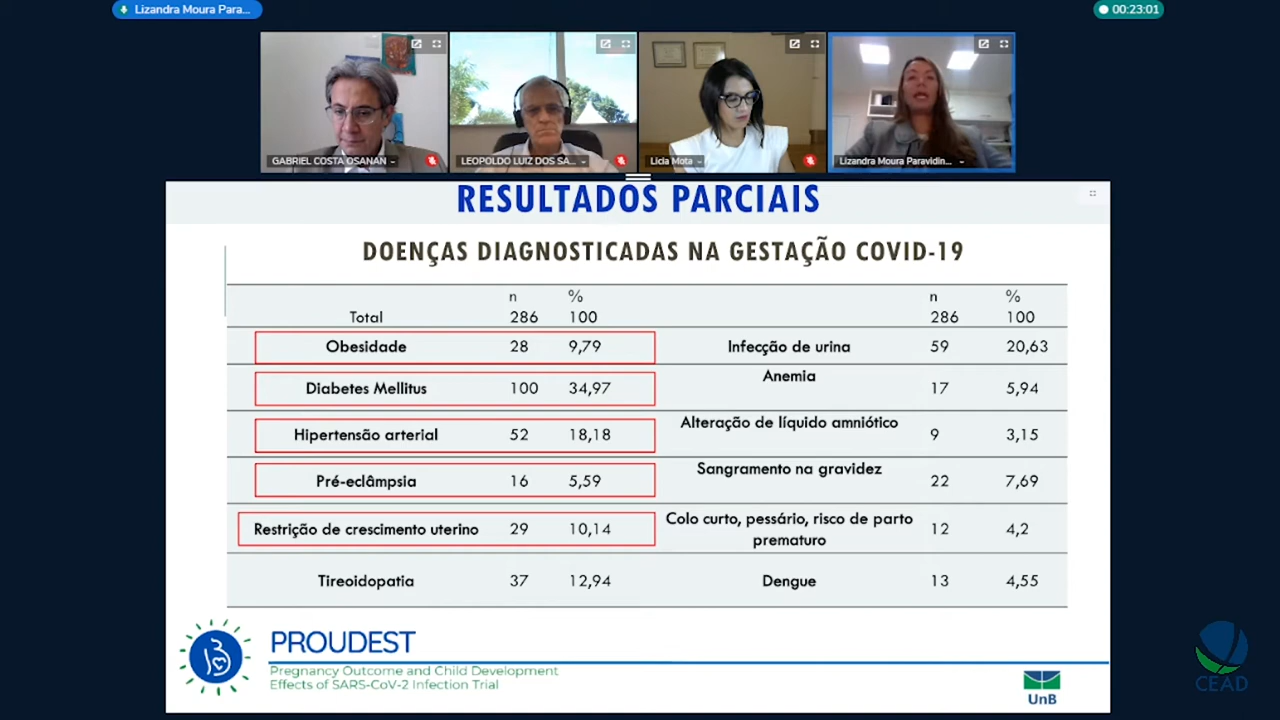 Lizandra Moura Para...
00:23:01
GABRIEL COSTA OSANAN
LEOPOLDO LUIZ DOS SA...
Licia Mota
Lizandra Moura Paravidin...
RESULTADOS PARCIAIS
DOENÇAS DIAGNOSTICADAS NA GESTAÇÃO COVID-19
n % n %
Total 286 100 286 100
Obesidade 28 9,79 Infecção de urina 59 20,63
Diabetes Mellitus 100 34,97 Anemia 17 5,94
Hipertensão arterial 52 18,18 Alteração de líquido amniótico 9 3,15
Pré-eclâmpsia 16 5,59 Sangramento na gravidez 22 7,69
Restrição de crescimento uterino 29 10,14 Colo curto, pessário, risco de parto
prematuro 12 4,2
Tireoidopatia 37 12,94 Dengue 13 4,55
PROUDEST
Pregnancy Outcome and Child Development
Effects of SARS-CoV-2 Infection Trial
UnB
CEAD